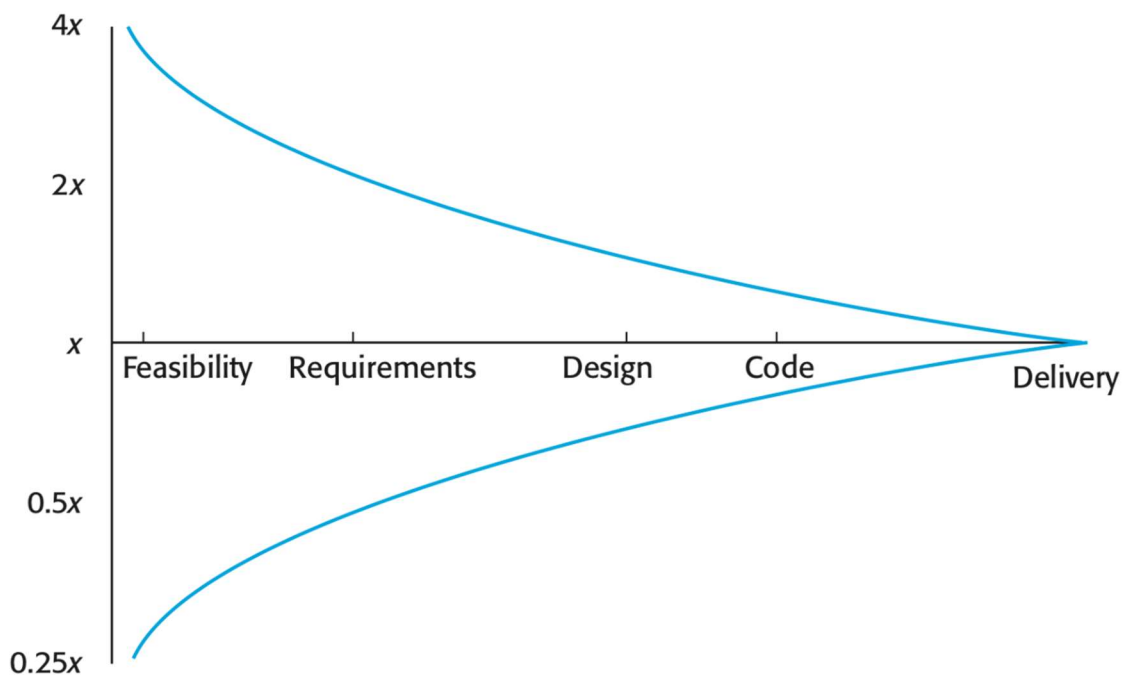 4x
2x
x
Feasibility Requirements Design Code Delivery
0.5x
0.25x